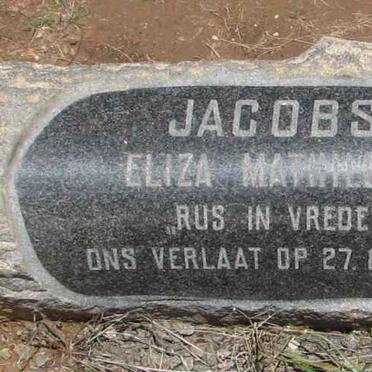 JACOBS
ELIZA
„RUS IN VREDE
ONS VERLAAT OP 27.